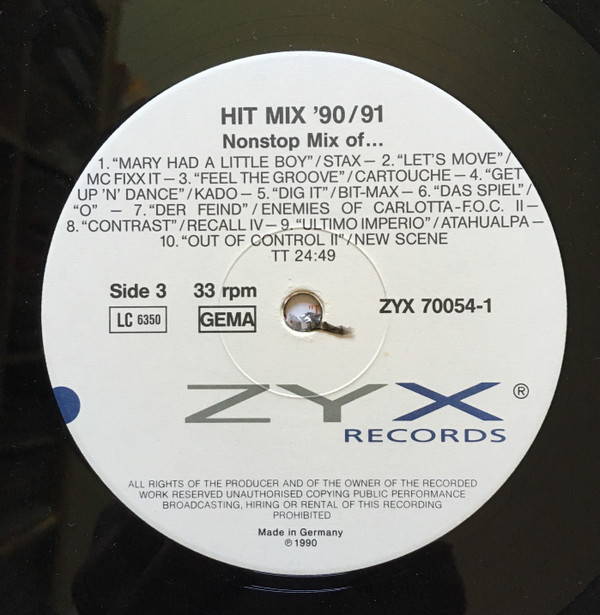 HIT MIX '90/91
Nonstop Mix of...
1. “MARY HAD A LITTLE BOY”/STAX – 2. “LET'S MOVE”/
MC FIXX IT – 3. “FEEL THE GROOVE”/CARTOUCHE – 4. “GET
UP 'N' DANCE”/KADO – 5. “DIG IT”/BIT-MAX – 6. “DAS SPIEL”/
“O” – 7. “DER FEIND”/ENEMIES OF CARLOTTA-F.O.C. II –
8. “CONTRAST”/RECALL IV – 9. “ULTIMO IMPERIO”/ATAHUALPA –
10. “OUT OF CONTROL II”/NEW SCENE
TT 24:49
Side 3 33 rpm ZYX 70054-1
LC 6350 GEMA
ZYX ®
RECORDS
ALL RIGHTS OF THE PRODUCER AND OF THE OWNER OF THE RECORDED
WORK RESERVED UNAUTHORISED COPYING PUBLIC PERFORMANCE
BROADCASTING, HIRING OR RENTAL OF THIS RECORDING
PROHIBITED
Made in Germany
℗ 1990